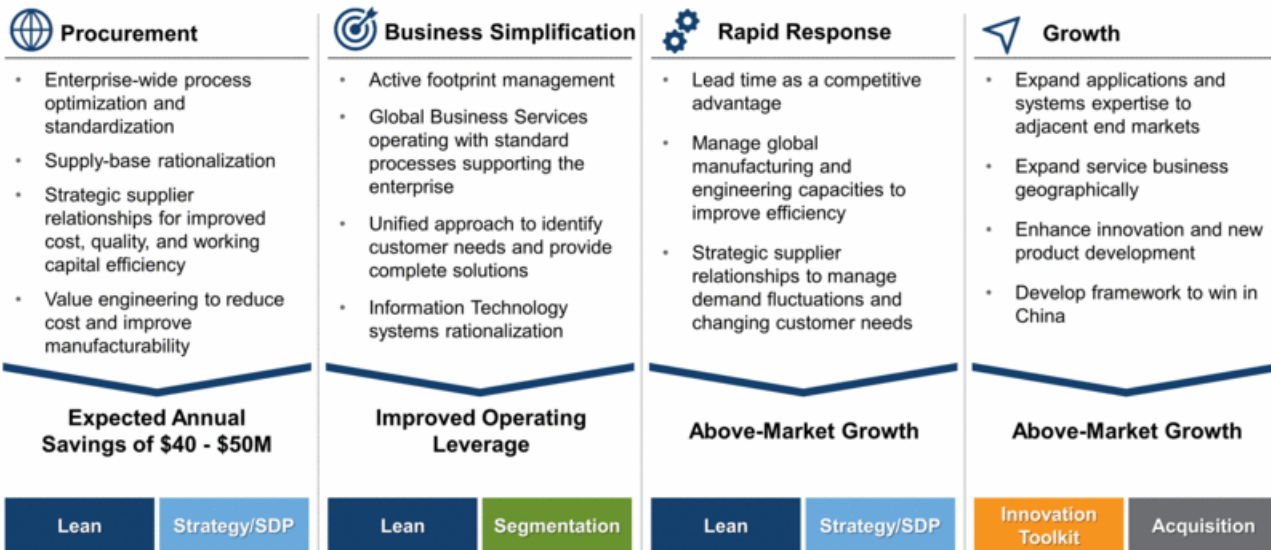 Procurement
• Enterprise-wide process
optimization and
standardization
• Supply-base rationalization
• Strategic supplier
relationships for improved
cost, quality, and working
capital efficiency
• Value engineering to reduce
cost and improve
manufacturability
Expected Annual
Savings of $40 - $50M
Lean
Strategy/SDP
Business Simplification
• Active footprint management
• Global Business Services
operating with standard
processes supporting the
enterprise
• Unified approach to identify
customer needs and provide
complete solutions
• Information Technology
systems rationalization
Improved Operating
Leverage
Lean
Segmentation
Rapid Response
• Lead time as a competitive
advantage
• Manage global
manufacturing and
engineering capacities to
improve efficiency
• Strategic supplier
relationships to manage
demand fluctuations and
changing customer needs
Above-Market Growth
Lean
Strategy/SDP
Growth
• Expand applications and
systems expertise to
adjacent end markets
• Expand service business
geographically
• Enhance innovation and new
product development
• Develop framework to win in
China
Above-Market Growth
Innovation
Toolkit
Acquisition